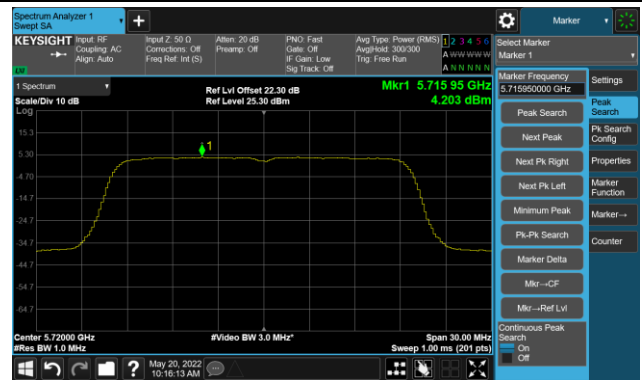 Spectrum Analyzer 1
Swept SA
Marker
KEYSIGHT
Input: RF
Coupling: AC
Align: Auto
Input Z: 50 Ω
Corrections: Off
Freq Ref: Int (S)
Atten: 20 dB
Preamp: Off
PNO: Fast
Gate: Off
IF Gain: Low
Sig Track: Off
Avg Type: Power (RMS)
Avg|Hold: 300/300
Trig: Free Run
1 2 3 4 5 6
A W W W W W
A N N N N N
LW
Select Marker
Marker 1
1 Spectrum
Scale/Div 10 dB
Log
Ref Lvl Offset 22.30 dB
Ref Level 25.30 dBm
Mkr1 5.715 95 GHz
4.203 dBm
1
15.3
5.30
-4.70
-14.7
-24.7
-34.7
-44.7
-54.7
-64.7
Center 5.72000 GHz
#Res BW 1.0 MHz
#Video BW 3.0 MHz*
Span 30.00 MHz
Sweep 1.00 ms (201 pts)
Marker Frequency
5.715950000 GHz
Peak Search
Next Peak
Next Pk Right
Next Pk Left
Minimum Peak
Pk-Pk Search
Marker Delta
Mkr→CF
Mkr→Ref Lvl
Continuous Peak
Search
On
Off
Settings
Peak
Search
Pk Search
Config
Properties
Marker
Function
Marker→
Counter
?
May 20, 2022
10:16:13 AM